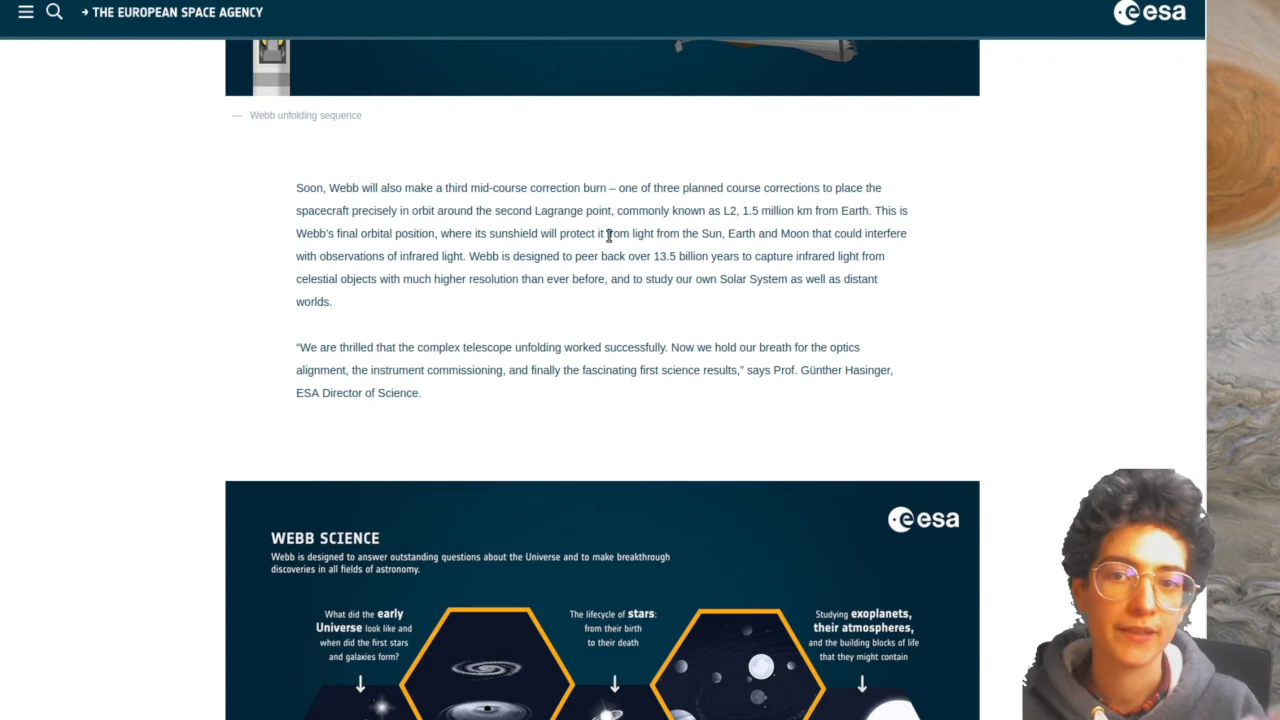 → THE EUROPEAN SPACE AGENCY
esa
— Webb unfolding sequence
Soon, Webb will also make a third mid-course correction burn – one of three planned course corrections to place the
spacecraft precisely in orbit around the second Lagrange point, commonly known as L2, 1.5 million km from Earth. This is
Webb’s final orbital position, where its sunshield will protect it from light from the Sun, Earth and Moon that could interfere
with observations of infrared light. Webb is designed to peer back over 13.5 billion years to capture infrared light from
celestial objects with much higher resolution than ever before, and to study our own Solar System as well as distant
worlds.
“We are thrilled that the complex telescope unfolding worked successfully. Now we hold our breath for the optics
alignment, the instrument commissioning, and finally the fascinating first science results,” says Prof. Günther Hasinger,
ESA Director of Science.
esa
WEBB SCIENCE
Webb is designed to answer outstanding questions about the Universe and to make breakthrough
discoveries in all fields of astronomy.
What did the early
Universe look like and
when did the first stars
and galaxies form?
The lifecycle of stars:
from their birth
to their death
Studying exoplanets,
their atmospheres,
and the building blocks of life
that they might contain